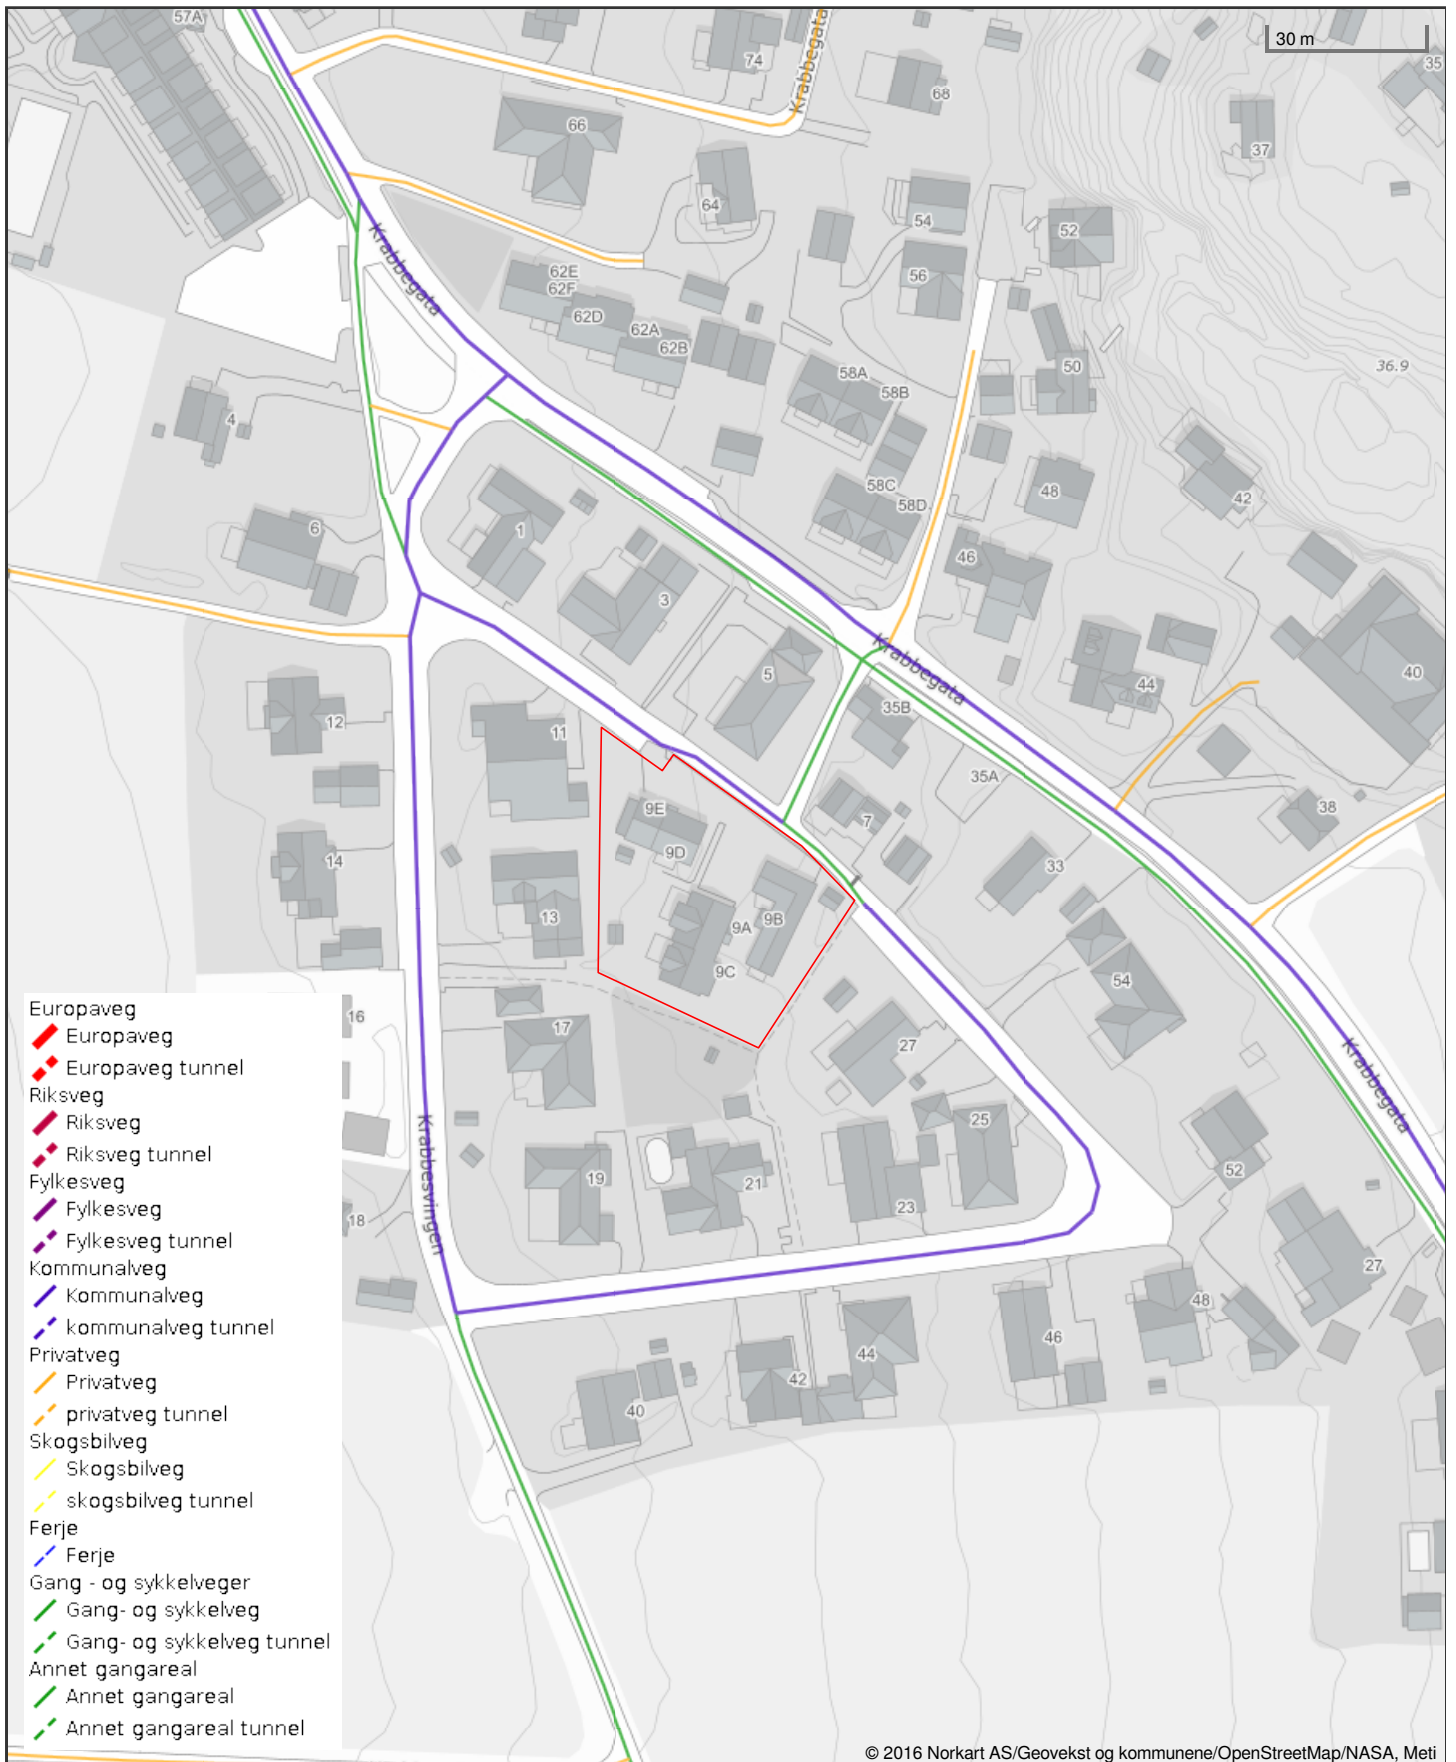 57A
74
Krabbegata
30 m
35
68
66
37
64
54
52
Krabbegata
56
62E
62F
62D
62A
62B
50
36.9
58A
58B
4
58C
58D
48
42
6
1
46
3
Krabbegata
5
44
40
35B
12
11
35A
9E
7
38
9D
14
33
13
9A
9B
9C
54
16
17
27
Krabbegata
25
Krabbesvingen
19
21
23
52
18
27
48
46
44
42
40
Europaveg
Europaveg
Europaveg tunnel
Riksveg
Riksveg
Riksveg tunnel
Fylkesveg
Fylkesveg
Fylkesveg tunnel
Kommunalveg
Kommunalveg
kommunalveg tunnel
Privatveg
Privatveg
privatveg tunnel
Skogsbilveg
Skogsbilveg
skogsbilveg tunnel
Ferje
Ferje
Gang - og sykkelveger
Gang- og sykkelveg
Gang- og sykkelveg tunnel
Annet gangareal
Annet gangareal
Annet gangareal tunnel
© 2016 Norkart AS/Geovekst og kommunene/OpenStreetMap/NASA, Meti